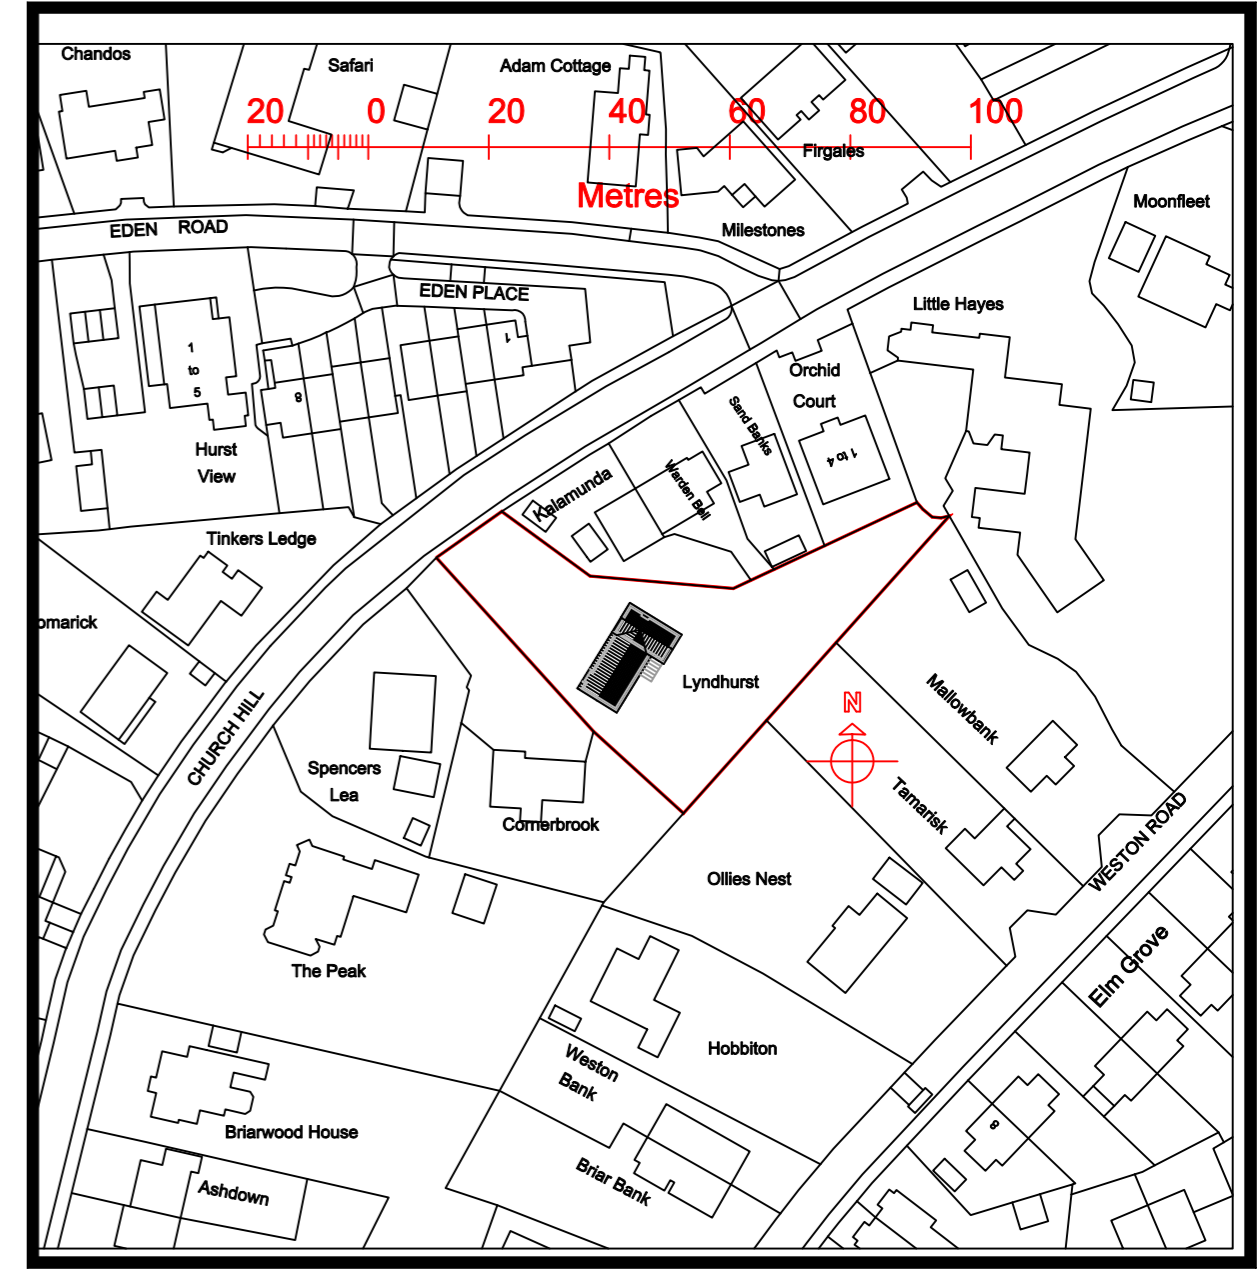 Chandos
Safari
Adam Cottage
20 0 20 40 60 80 100
Metres
Firgales
Milestones
Moonfleet
EDEN ROAD
EDEN PLACE
Little Hayes
1
to
5
8
1
Orchid
Court
1 to 4
Sand Banks
Warden Bell
Kalamunda
Hurst
View
Tinkers Ledge
omarick
CHURCH HILL
Lyndhurst
N
Mallowbank
Spencers
Lea
Cornerbrook
Tamarisk
WESTON ROAD
Ollies Nest
Elm Grove
The Peak
Hobbiton
Weston
Bank
8
Briarwood House
Briar Bank
Ashdown